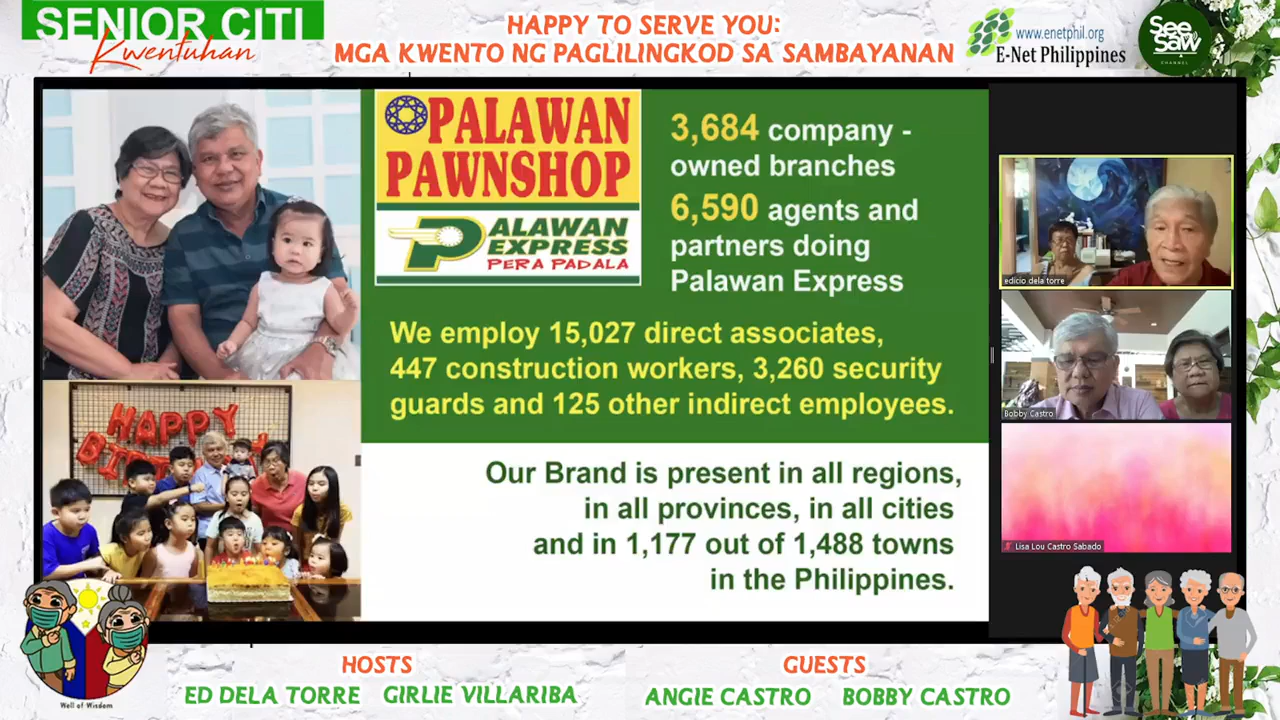 SENIOR CITI
Kwentuhan
HAPPY TO SERVE YOU:
MGA KWENTO NG PAGLILINGKOD SA SAMBAYANAN
www.enetphil.org
E-Net Philippines
See
Saw
CHANNEL
PALAWAN
PAWNSHOP
PALAWAN
EXPRESS
PERA PADALA
3,684 company -
owned branches
6,590 agents and
partners doing
Palawan Express
We employ 15,027 direct associates,
447 construction workers, 3,260 security
guards and 125 other indirect employees.
Our Brand is present in all regions,
in all provinces, in all cities
and in 1,177 out of 1,488 towns
in the Philippines.
HAPPY
edicio dela torre
Bobby Castro
Lisa Lou Castro Sabado
Well of Wisdom
HOSTS
ED DELA TORRE GIRLIE VILLARIBA
GUESTS
ANGIE CASTRO BOBBY CASTRO